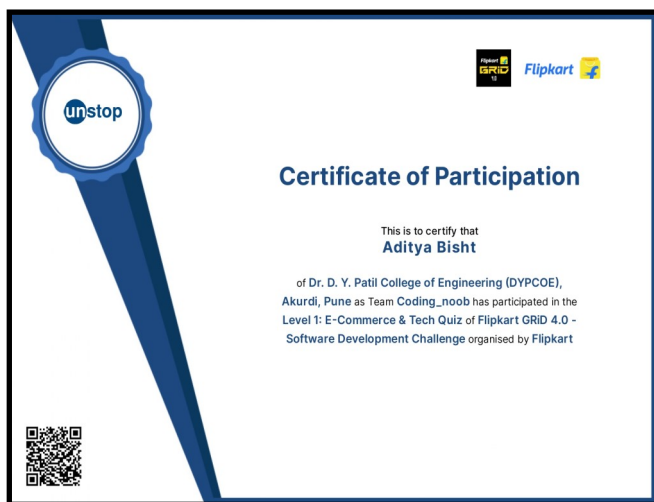 unstop
Flipkart
GRiD
Flipkart
Certificate of Participation
This is to certify that
Aditya Bisht
of Dr. D. Y. Patil College of Engineering (DYPCOE),
Akurdi, Pune as Team Coding_noob has participated in the
Level 1: E-Commerce & Tech Quiz of Flipkart GRiD 4.0 -
Software Development Challenge organised by Flipkart